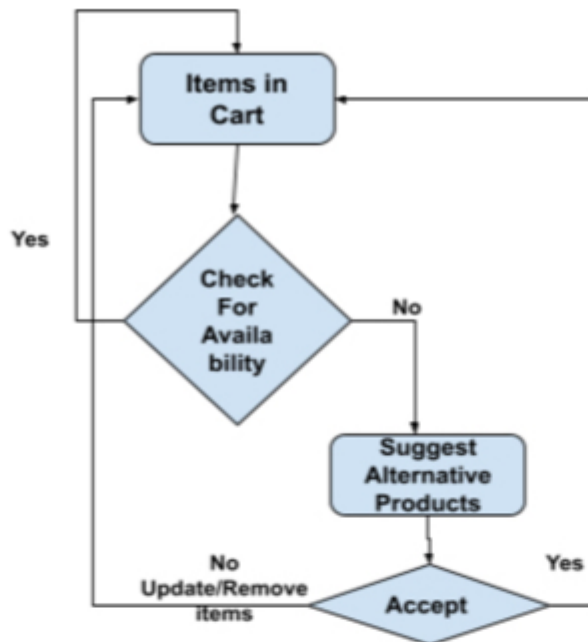 Items in
Cart
Yes
Check
For
Availa
bility
No
Suggest
Alternative
Products
No
Update/Remove
items
Accept
Yes